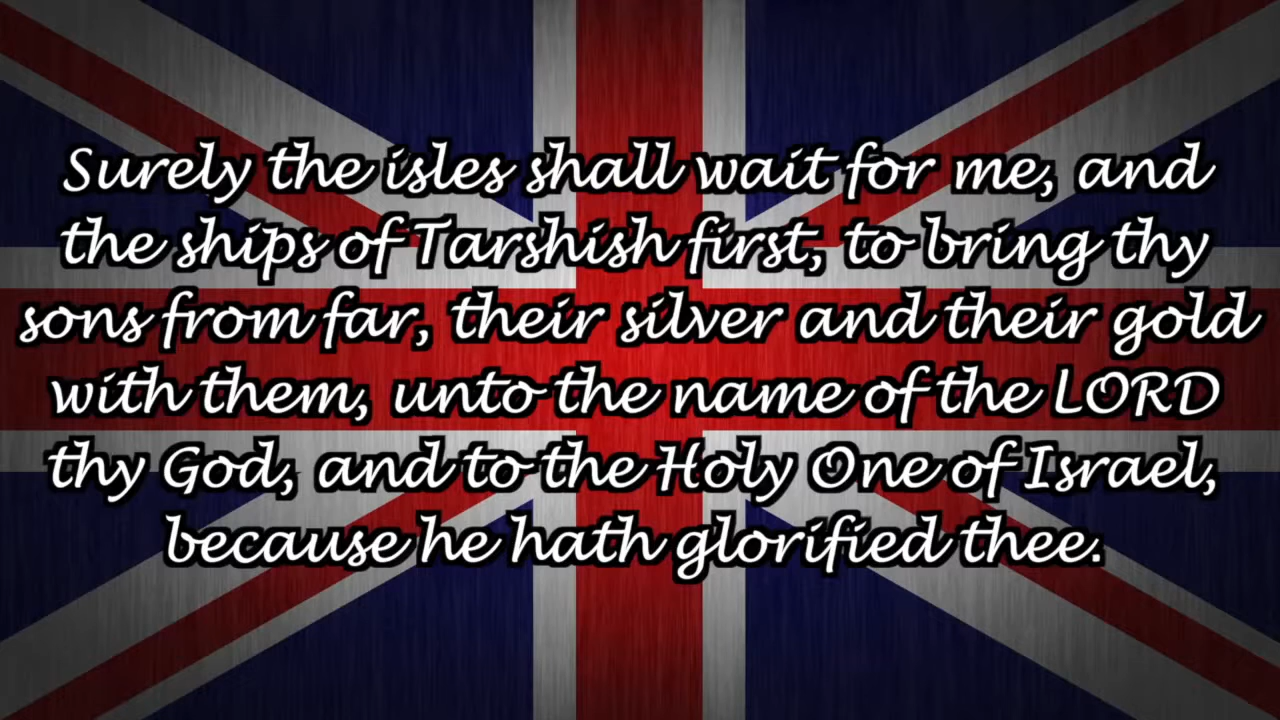 Surely the isles shall wait for me, and
the ships of Tarshish first, to bring thy
sons from far, their silver and their gold
with them, unto the name of the LORD
thy God, and to the Holy One of Israel,
because he hath glorified thee.